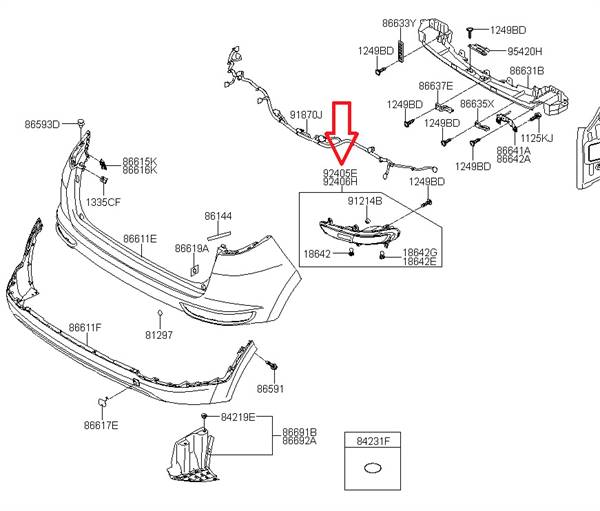 86633Y
1249BD
1249BD
95420H
86631B
86637E
86635X
91870J
1249BD
86593D
1249BD
1125KJ
86641A
86642A
1249BD
86615K
86616K
92405E
92406H
1249BD
1335CF
91214B
86144
86611E
86619A
18642
18642G
18642E
81297
86611F
86591
86617E
84219E
86691B
86692A
84231F